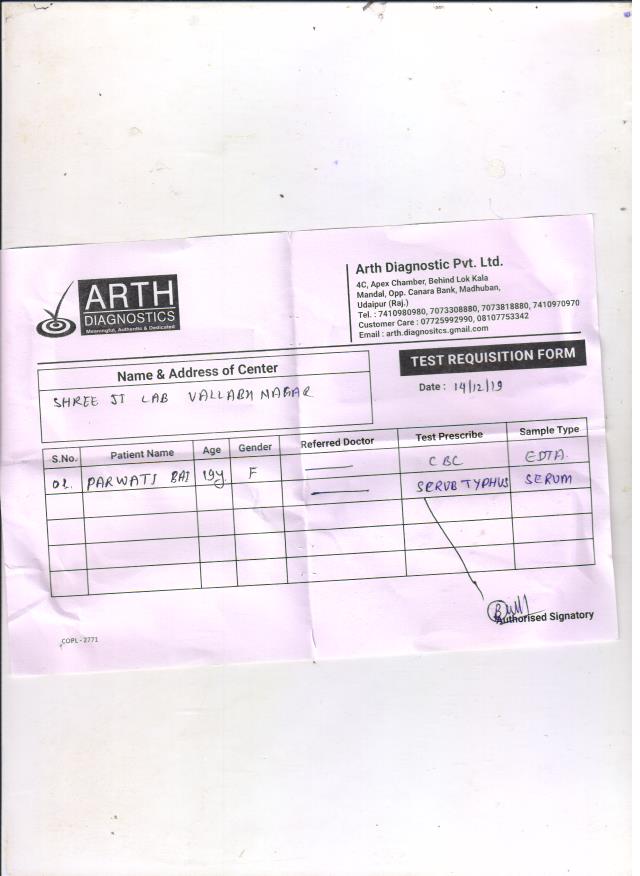 ARTH
DIAGNOSTICS
Meaningful, Authentic & Dedicated
Arth Diagnostic Pvt. Ltd.
4C, Apex Chamber, Behind Lok Kala
Mandal, Opp. Canara Bank, Madhuban,
Udaipur (Raj.)
Tel. : 7410980980, 7073308880, 7073818880, 7410970970
Customer Care : 07725992990, 08107753342
Email : arth.diagnositcs.gmail.com
TEST REQUISITION FORM
Name & Address of Center
SHREE JI LAB VALLABH NAGAR
Date : 14/12/19
S.No. Patient Name Age Gender Referred Doctor Test Prescribe Sample Type
01. PARWATI BAI 19y. F CBC EDTA
SCRUB TYPHUS SERUM
Authorised Signatory
COPL-2771